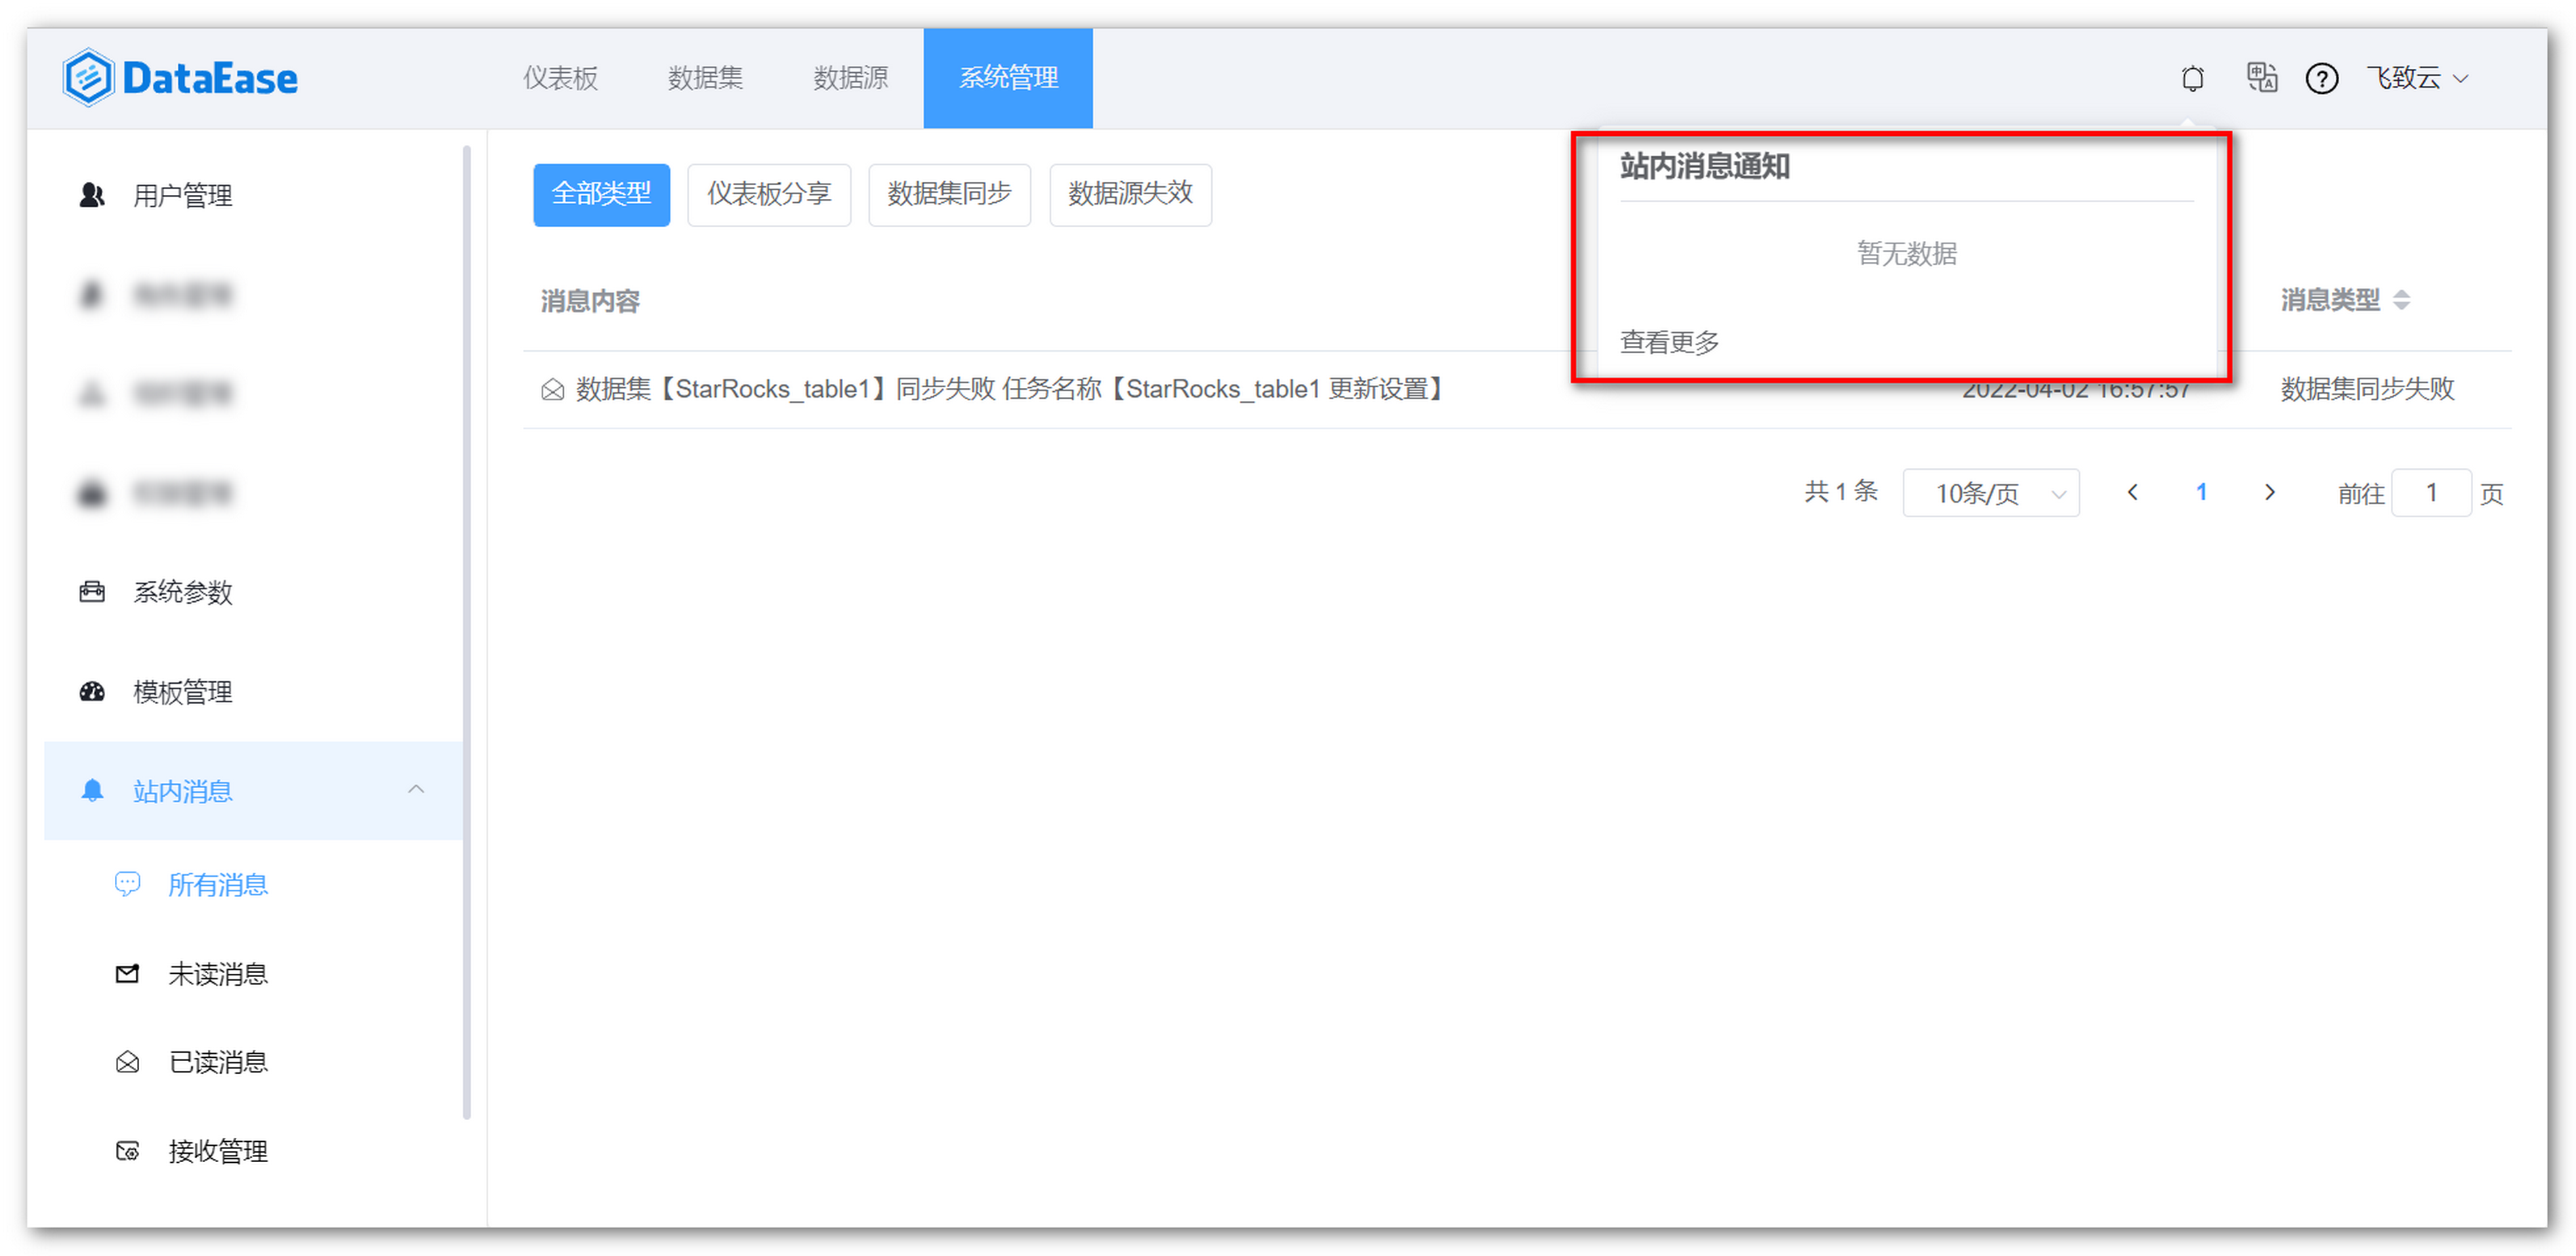 DataEase
仪表板
数据集
数据源
系统管理
飞致云
用户管理
系统参数
模板管理
站内消息
所有消息
未读消息
已读消息
接收管理
全部类型
仪表板分享
数据集同步
数据源失效
站内消息通知
暂无数据
查看更多
消息内容
消息类型
数据集【StarRocks_table1】同步失败 任务名称【StarRocks_table1 更新设置】
2022-04-02 16:57:57
数据集同步失败
共 1 条
10条/页
1
前往
1
页